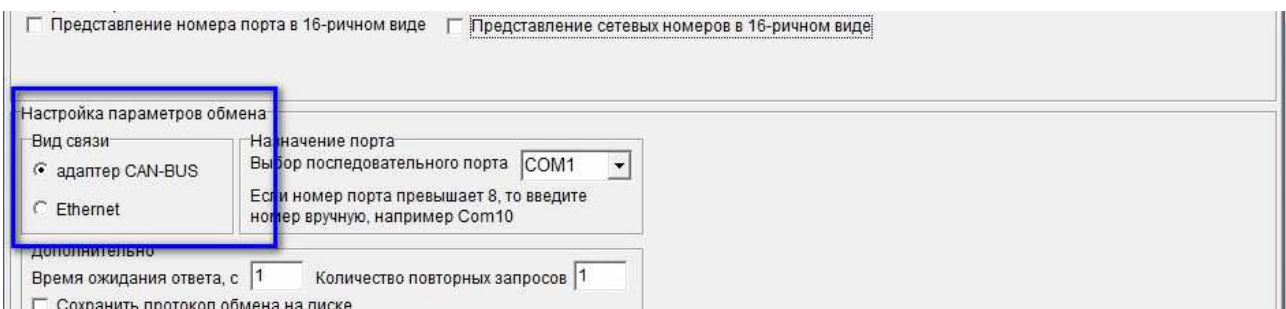 Представление номера порта в 16-ричном виде Представление сетевых номеров в 16-ричном виде
Настройка параметров обмена
Вид связи
адаптер CAN-BUS
Ethernet
Назначение порта
Выбор последовательного порта COM1
Если номер порта превышает 8, то введите
номер вручную, например Com10
Дополнительно
Время ожидания ответа, с 1 Количество повторных запросов 1
Сохранить протокол обмена на диске